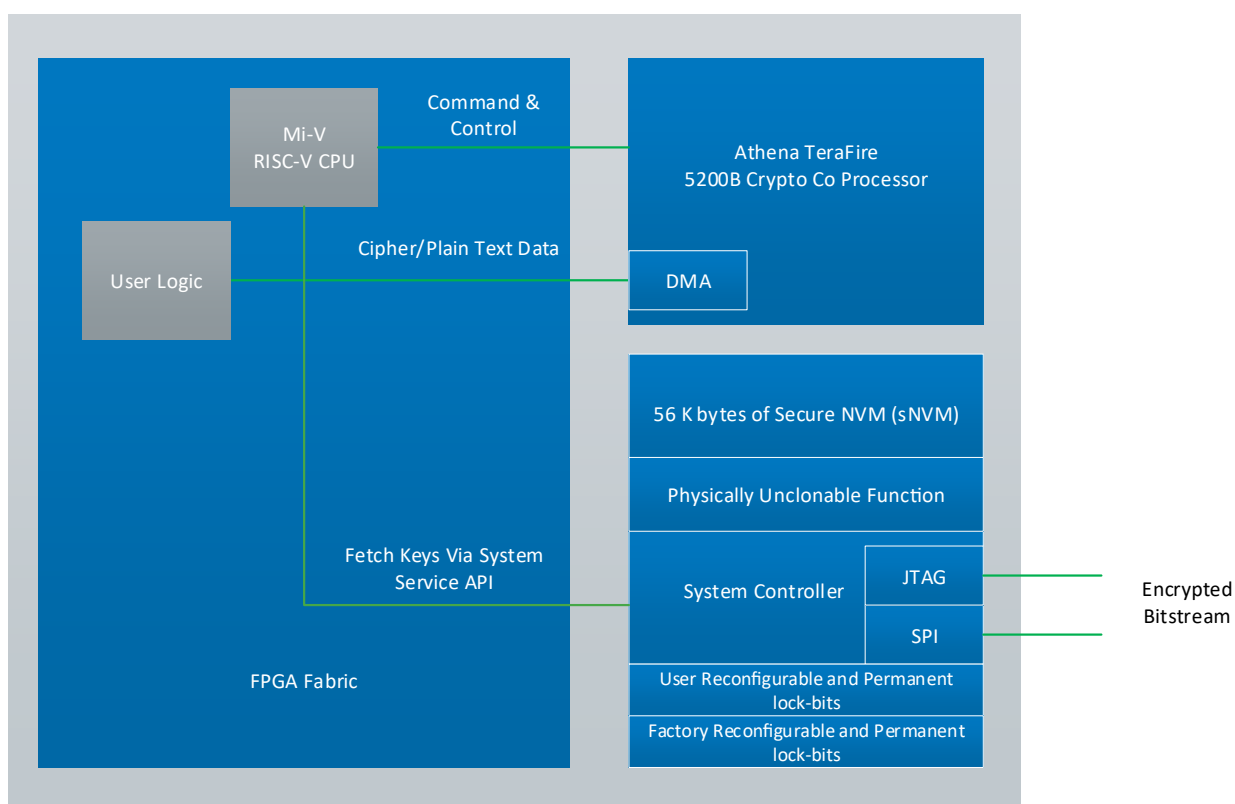 Command &
Control
Mi-V
RISC-V CPU
Athena TeraFire
5200B Crypto Co Processor
Cipher/Plain Text Data
User Logic
DMA
56 K bytes of Secure NVM (sNVM)
Physically Unclonable Function
Fetch Keys Via System
Service API
System Controller
JTAG
SPI
Encrypted
Bitstream
FPGA Fabric
User Reconfigurable and Permanent
lock-bits
Factory Reconfigurable and Permanent
lock-bits